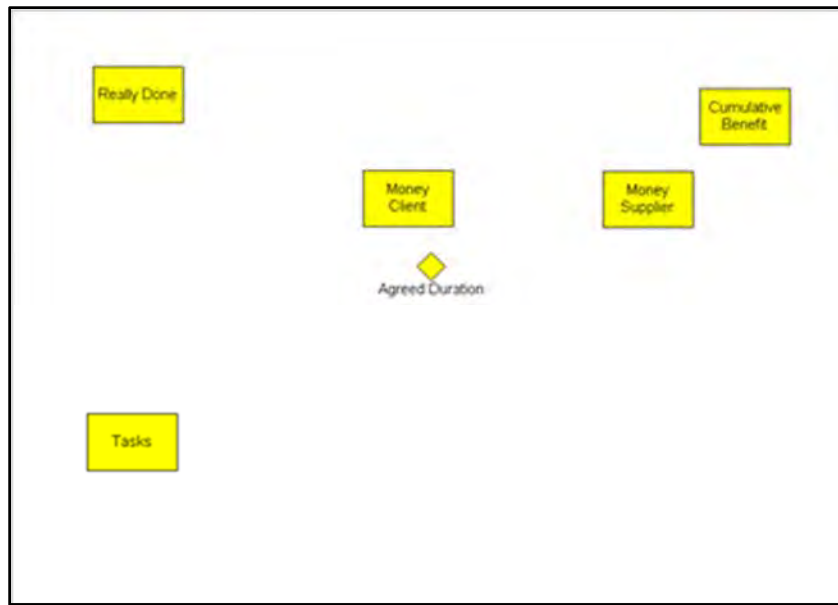 Really Done
Cumulative
Benefit
Money
Client
Money
Supplier
Agreed Duration
Tasks